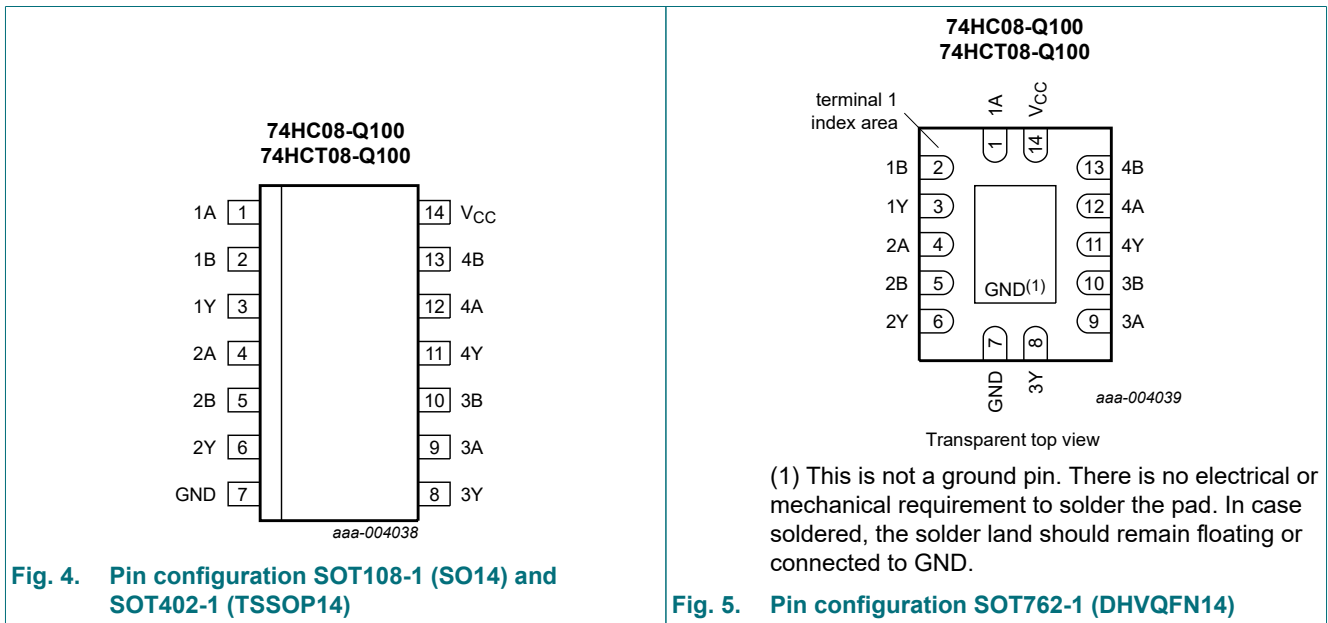 74HC08-Q100
74HCT08-Q100
1A 1
14 VCC
1B 2
13 4B
1Y 3
12 4A
2A 4
11 4Y
2B 5
10 3B
2Y 6
9 3A
GND 7
8 3Y
aaa-004038
Fig. 4. Pin configuration SOT108-1 (SO14) and
SOT402-1 (TSSOP14)
74HC08-Q100
74HCT08-Q100
terminal 1
index area
1A
VCC
1
14
1B 2
13 4B
1Y 3
12 4A
2A 4
11 4Y
2B 5
10 3B
GND(1)
2Y 6
9 3A
7
8
GND
3Y
aaa-004039
Transparent top view
(1) This is not a ground pin. There is no electrical or
mechanical requirement to solder the pad. In case
soldered, the solder land should remain floating or
connected to GND.
Fig. 5. Pin configuration SOT762-1 (DHVQFN14)